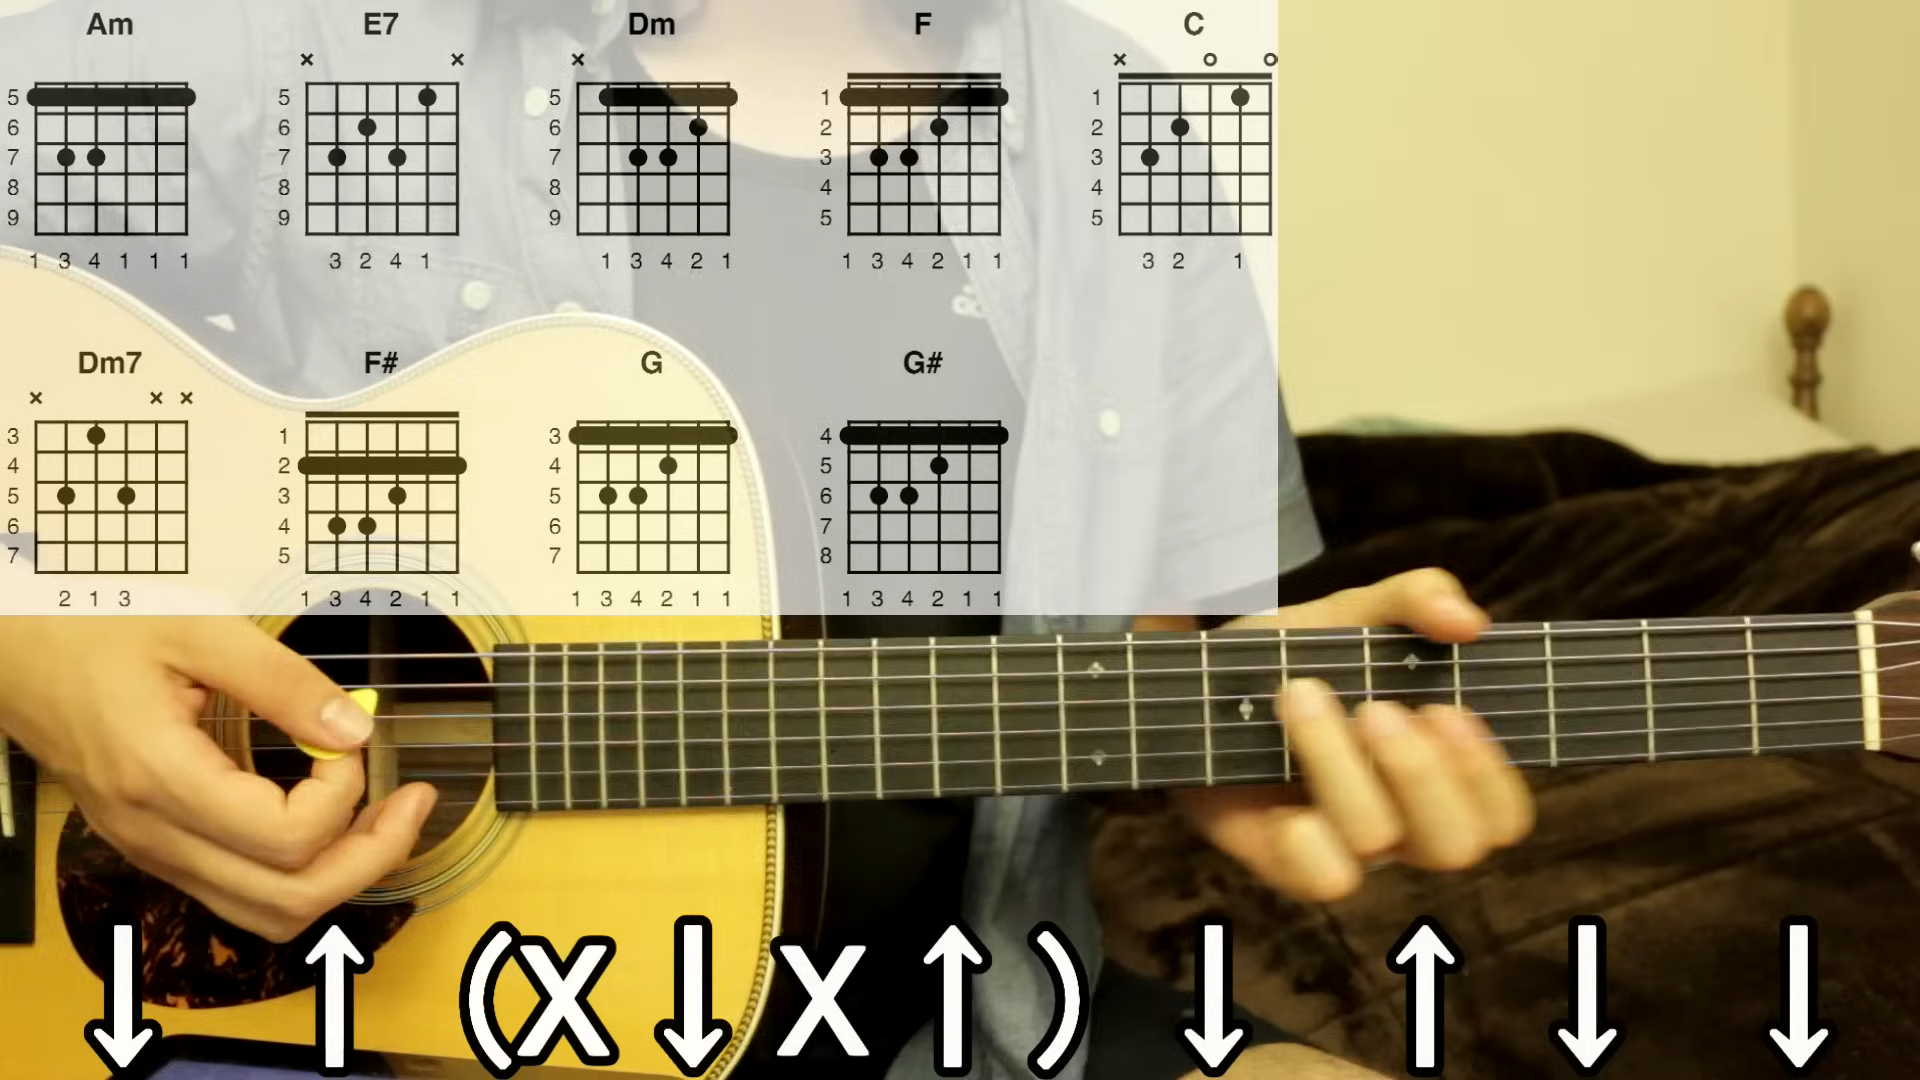 Am E7 Dm F C
× × × × × o o
5 5 5 1 1
6 6 6 2 2
7 7 7 3 3
8 8 8 4 4
9 9 9 5 5
1 3 4 1 1 1 3 2 4 1 1 3 4 2 1 1 3 4 2 1 1 3 2 1
Dm7 F# G G#
× × ×
3 1 3 4
4 2 4 5
5 3 5 6
6 4 6 7
7 5 7 8
2 1 3 1 3 4 2 1 1 1 3 4 2 1 1 1 3 4 2 1 1
↓ ↑ (X ↓ X ↑) ↓ ↑ ↓ ↓